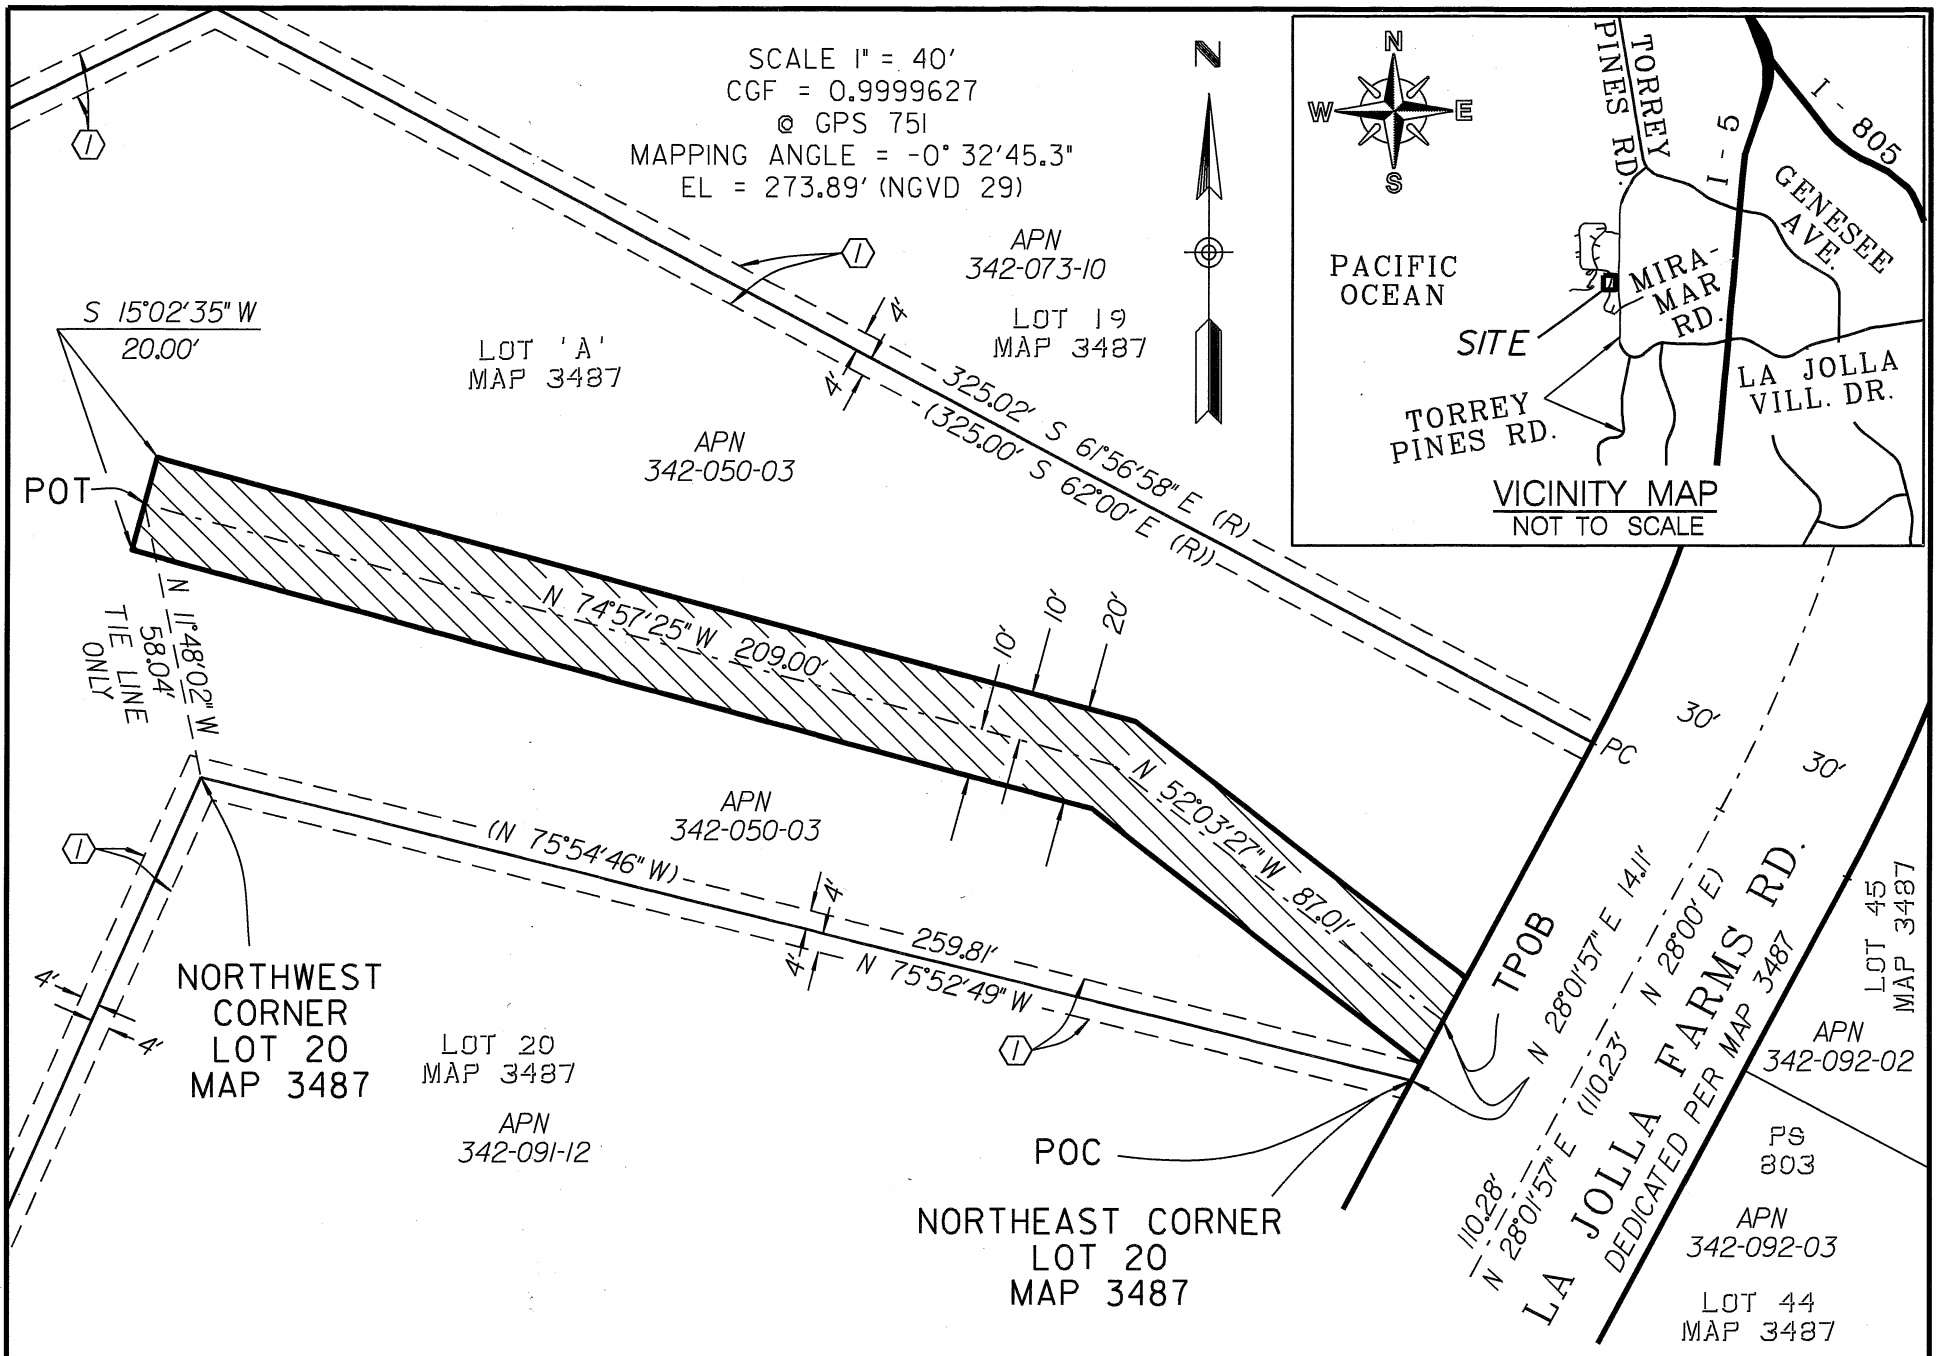 SCALE 1" = 40'
CGF = 0.9999627
@ GPS 751
MAPPING ANGLE = -0° 32'45.3"
EL = 273.89' (NGVD 29)
N
N
W
E
S
TORREY
PINES RD.
I - 5
I - 805
GENESEE
AVE.
PACIFIC
OCEAN
MIRA-
MAR
RD.
SITE
TORREY
PINES RD.
LA JOLLA
VILL. DR.
VICINITY MAP
NOT TO SCALE
1
1
APN
342-073-10
LOT 19
MAP 3487
4'
4'
S 15°02'35" W
20.00'
LOT 'A'
MAP 3487
APN
342-050-03
325.02' S 61°56'58" E (R)
(325.00' S 62°00' E (R))
POT
N 74°57'25" W 209.00'
10'
10'
20'
N 11°48'02" W
58.04'
TIE LINE
ONLY
PC
30'
30'
N 52°03'27" W 87.01'
APN
342-050-03
(N 75°54'46" W)
1
4'
4'
259.81'
N 75°52'49" W
1
TPOB
N 28°01'57" E 14.11'
110.28'
N 28°01'57" E (110.23' N 28°00' E)
LA JOLLA FARMS RD.
DEDICATED PER MAP 3487
LOT 45
MAP 3487
APN
342-092-02
NORTHWEST
CORNER
LOT 20
MAP 3487
4'
4'
LOT 20
MAP 3487
APN
342-091-12
POC
NORTHEAST CORNER
LOT 20
MAP 3487
PS
803
APN
342-092-03
LOT 44
MAP 3487